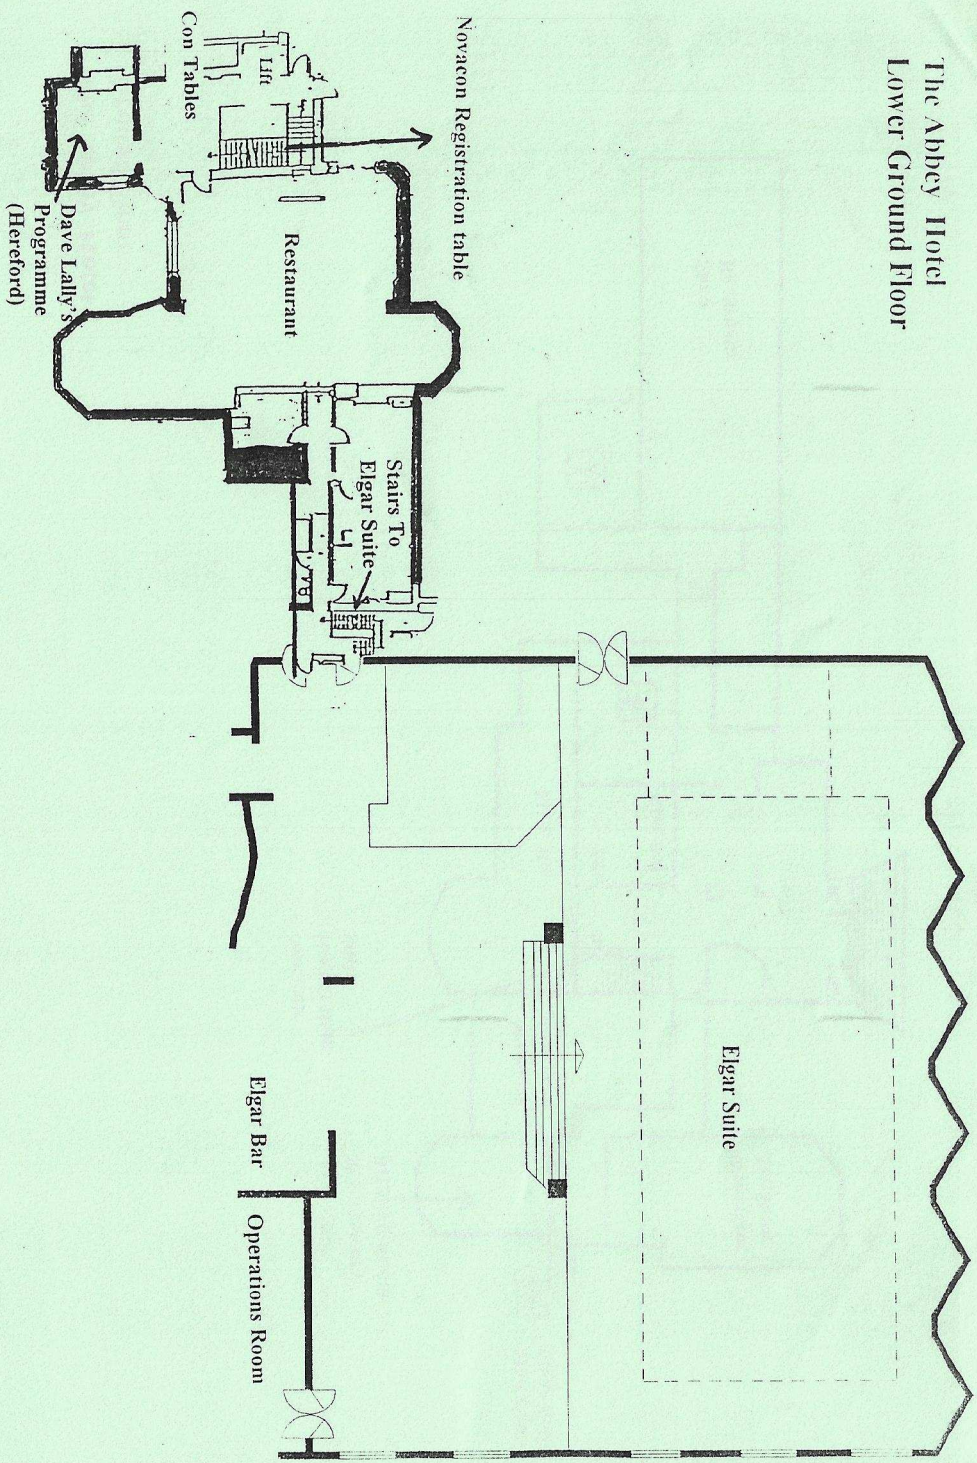 The Abbey Hotel
Lower Ground Floor
Novacon Registration table
Lift
Con Tables
Restaurant
Dave Lally's
Programme
(Hereford)
Stairs To
Elgar Suite
Elgar Suite
Elgar Bar
Operations Room